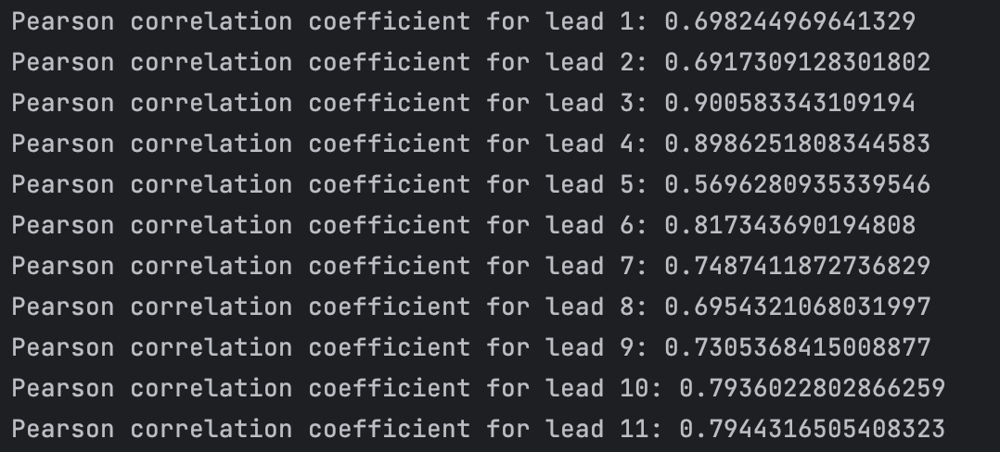 Pearson correlation coefficient for lead 1: 0.698244969641329
Pearson correlation coefficient for lead 2: 0.6917309128301802
Pearson correlation coefficient for lead 3: 0.900583343109194
Pearson correlation coefficient for lead 4: 0.8986251808344583
Pearson correlation coefficient for lead 5: 0.5696280935339546
Pearson correlation coefficient for lead 6: 0.817343690194808
Pearson correlation coefficient for lead 7: 0.7487411872736829
Pearson correlation coefficient for lead 8: 0.6954321068031997
Pearson correlation coefficient for lead 9: 0.7305368415008877
Pearson correlation coefficient for lead 10: 0.7936022802866259
Pearson correlation coefficient for lead 11: 0.7944316505408323